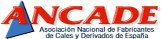 ANCADE
Asociación Nacional de Fabricantes
de Cales y Derivados de España